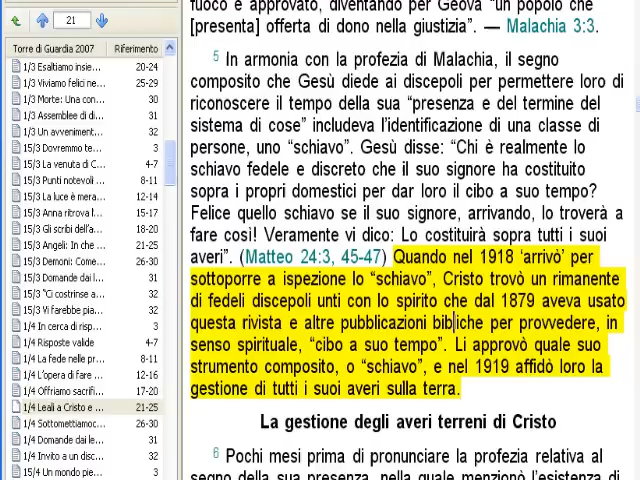 21
Torre di Guardia 2007 Riferimento
1/3 Esaltiamo insie... 20-24
1/3 Viviamo felici ne... 25-29
1/3 Morte: Una con... 30
1/3 Assemblee di di... 31
1/3 Un avveniment... 32
15/3 Dovremmo te... 3
15/3 La venuta di C... 4-7
15/3 Punti notevoli ... 8-11
15/3 La luce è mera... 12-14
15/3 Anna ritrova l... 15-17
15/3 Gli scribi dell'a... 18-20
15/3 Angeli: In che ... 21-25
15/3 Demoni: Come... 26-30
15/3 Domande dai l... 31
15/3 "Ci costrinse a... 32
15/3 Vi farebbe pia... 32
1/4 In cerca di risp... 3
1/4 Risposte valide 4-7
1/4 La fede nelle pr... 8-11
1/4 L'opera di fare ... 12-16
1/4 Offriamo sacrifi... 17-20
1/4 Leali a Cristo e ... 21-25
1/4 Sottomettiamoc... 26-30
1/4 Domande dai le... 31
1/4 Invito a un disc... 32
15/4 Un mondo pie... 3
fuoco e approvato, diventando per Geova "un popolo che
[presenta] offerta di dono nella giustizia". — Malachia 3:3.
5 In armonia con la profezia di Malachia, il segno
composito che Gesù diede ai discepoli per permettere loro di
riconoscere il tempo della sua "presenza e del termine del
sistema di cose" includeva l'identificazione di una classe di
persone, uno "schiavo". Gesù disse: "Chi è realmente lo
schiavo fedele e discreto che il suo signore ha costituito
sopra i propri domestici per dar loro il cibo a suo tempo?
Felice quello schiavo se il suo signore, arrivando, lo troverà a
fare così! Veramente vi dico: Lo costituirà sopra tutti i suoi
averi". (Matteo 24:3, 45-47) Quando nel 1918 'arrivò' per
sottoporre a ispezione lo "schiavo", Cristo trovò un rimanente
di fedeli discepoli unti con lo spirito che dal 1879 aveva usato
questa rivista e altre pubblicazioni bibliche per provvedere, in
senso spirituale, "cibo a suo tempo". Li approvò quale suo
strumento composito, o "schiavo", e nel 1919 affidò loro la
gestione di tutti i suoi averi sulla terra.
La gestione degli averi terreni di Cristo
6 Pochi mesi prima di pronunciare la profezia relativa al
segno della sua presenza, nella quale menzionò l'esistenza di